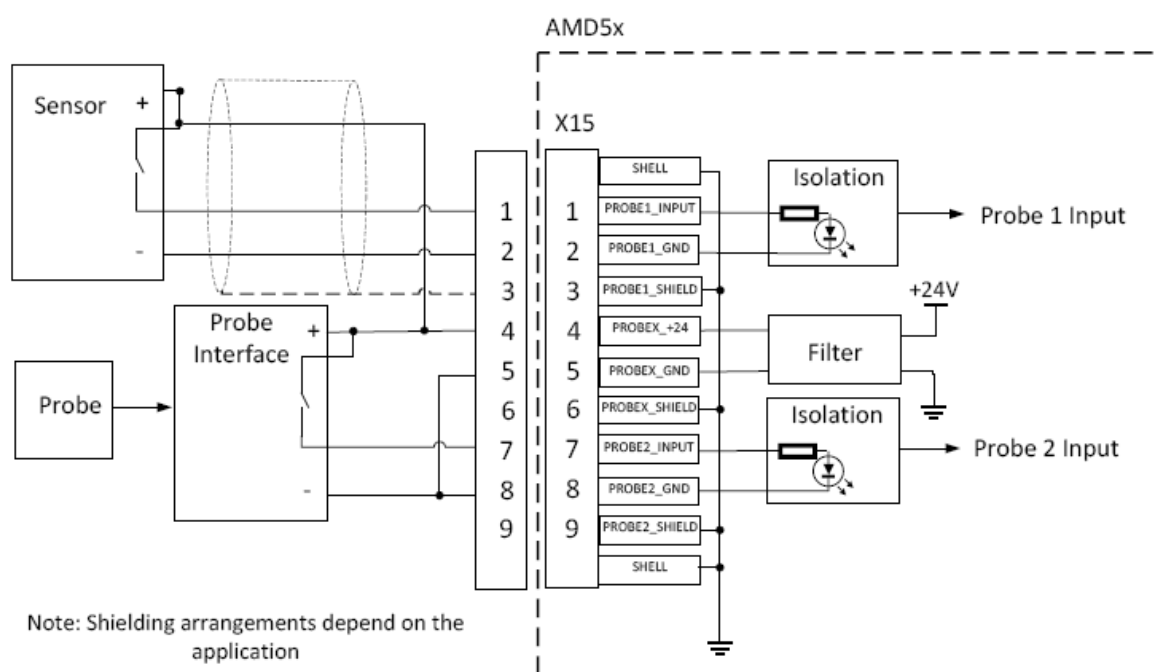 AMD5x
Sensor
+
-
Probe
Probe
Interface
+
-
1
2
3
4
5
6
7
8
9
X15
1
2
3
4
5
6
7
8
9
SHELL
PROBE1_INPUT
PROBE1_GND
PROBE1_SHIELD
PROBEX_+24
PROBEX_GND
PROBEX_SHIELD
PROBE2_INPUT
PROBE2_GND
PROBE2_SHIELD
SHELL
Isolation
Probe 1 Input
+24V
Filter
Isolation
Probe 2 Input
Note: Shielding arrangements depend on the
application